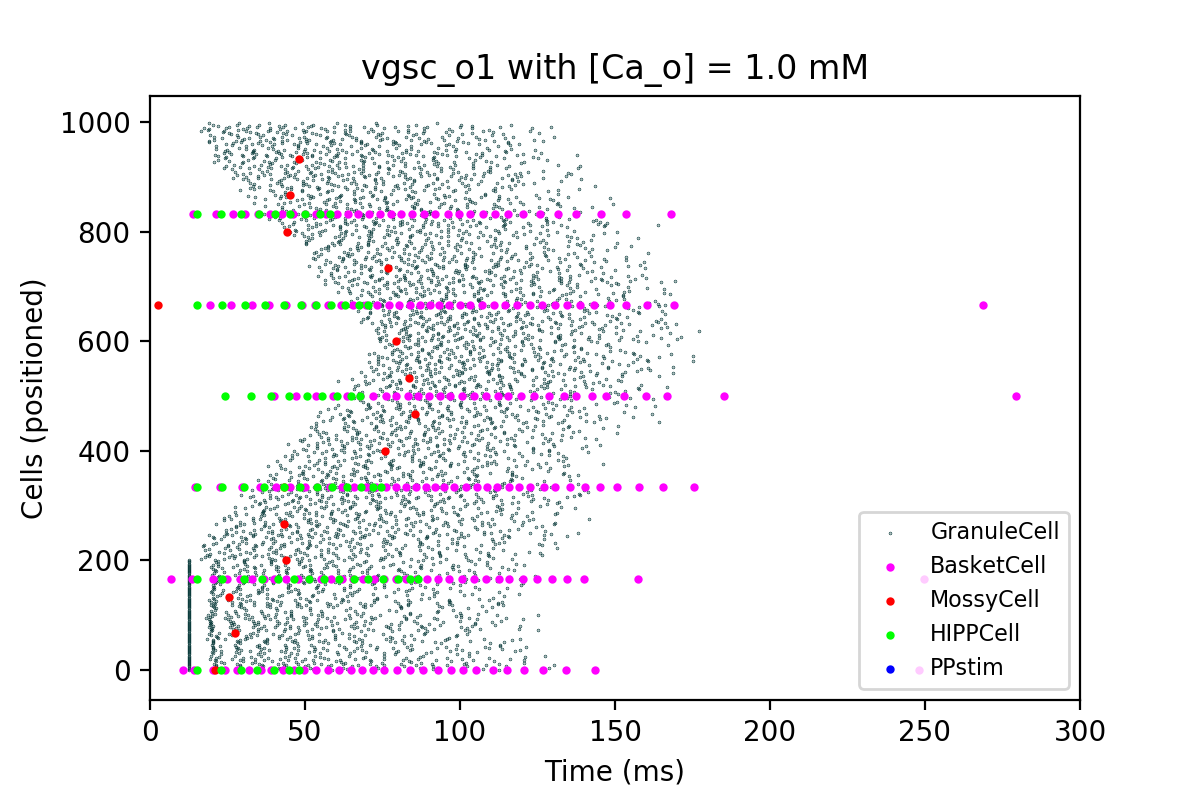 vgsc_o1 with [Ca_o] = 1.0 mM
1000
800
600
400
200
0
Cells (positioned)
GranuleCell
BasketCell
MossyCell
HIPPCell
PPstim
0 50 100 150 200 250 300
Time (ms)